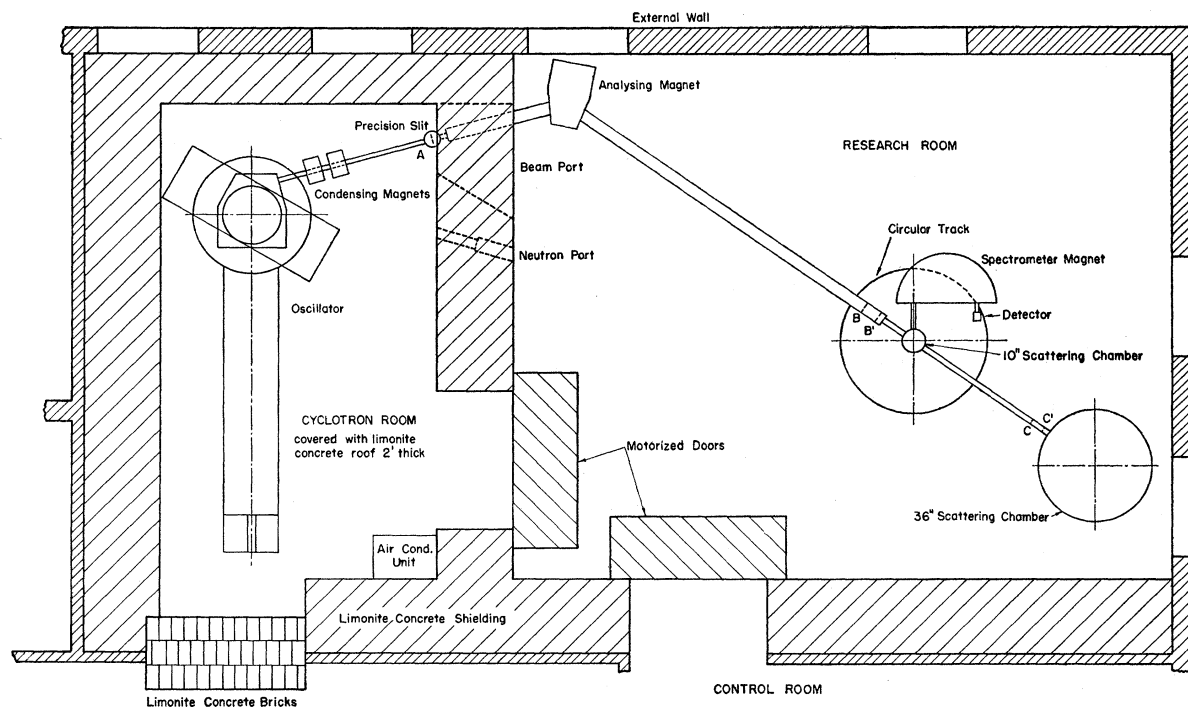 External Wall
Analysing Magnet
Precision Slit
A
RESEARCH ROOM
Beam Port
Condensing Magnets
Circular Track
Neutron Port
Spectrometer Magnet
Oscillator
Detector
B
B'
10" Scattering Chamber
CYCLOTRON ROOM
covered with limonite
concrete roof 2' thick
C'
C
Motorized Doors
36" Scattering Chamber
Air Cond.
Unit
Limonite Concrete Shielding
CONTROL ROOM
Limonite Concrete Bricks